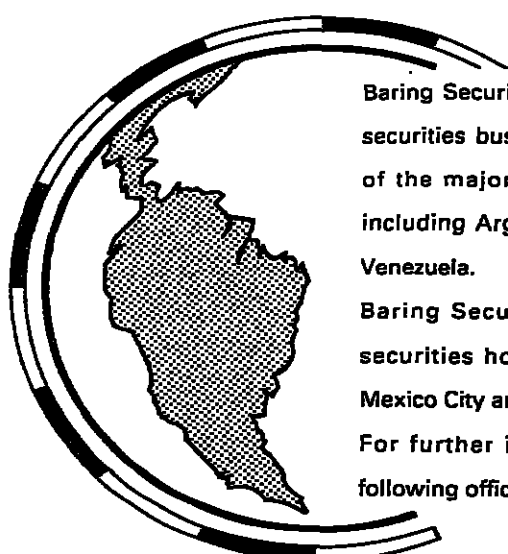 Baring Securi
securities bus
of the major
including Arg
Venezuela.
Baring Secu
securities ho
Mexico City an
For further i
following offic